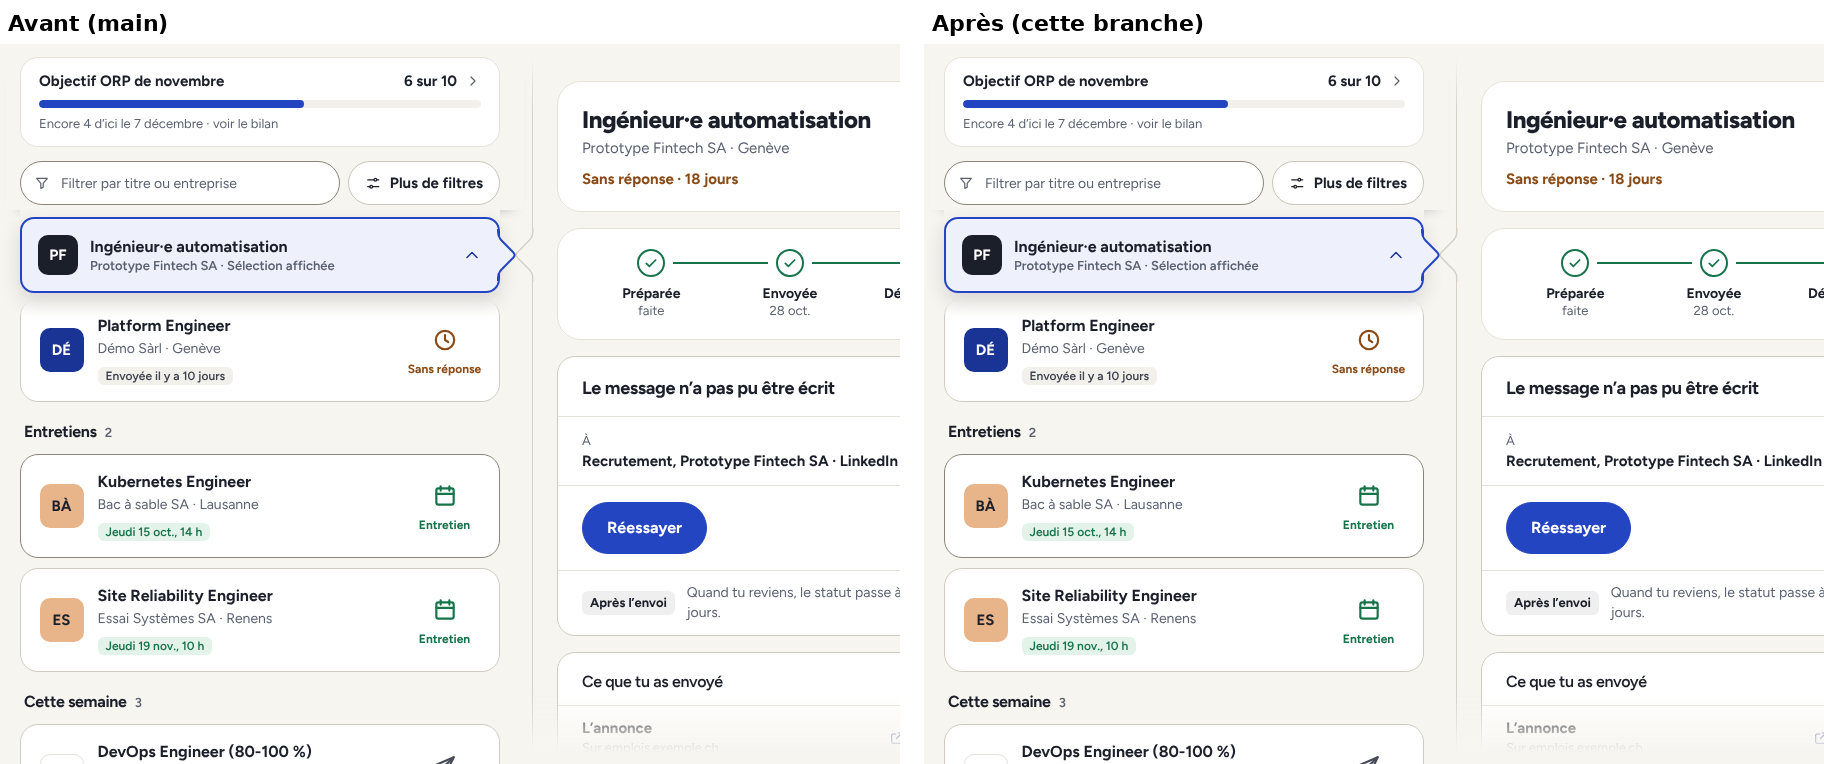 Avant (main)
Objectif ORP de novembre
6 sur 10
Encore 4 d’ici le 7 décembre · voir le bilan
Filtrer par titre ou entreprise
Plus de filtres
PF
Ingénieur·e automatisation
Prototype Fintech SA · Sélection affichée
DÉ
Platform Engineer
Démo Sàrl · Genève
Envoyée il y a 10 jours
Sans réponse
Entretiens 2
BÀ
Kubernetes Engineer
Bac à sable SA · Lausanne
Jeudi 15 oct., 14 h
Entretien
ES
Site Reliability Engineer
Essai Systèmes SA · Renens
Jeudi 19 nov., 10 h
Entretien
Cette semaine 3
DevOps Engineer (80-100 %)
Ingénieur·e automatisation
Prototype Fintech SA · Genève
Sans réponse · 18 jours
Préparée
faite
Envoyée
28 oct.
Dé
Le message n’a pas pu être écrit
À
Recrutement, Prototype Fintech SA · LinkedIn
Réessayer
Après l’envoi
Quand tu reviens, le statut passe à
jours.
Ce que tu as envoyé
L’annonce
Sur emplois.exemple.ch
Après (cette branche)
Objectif ORP de novembre
6 sur 10
Encore 4 d’ici le 7 décembre · voir le bilan
Filtrer par titre ou entreprise
Plus de filtres
PF
Ingénieur·e automatisation
Prototype Fintech SA · Sélection affichée
DÉ
Platform Engineer
Démo Sàrl · Genève
Envoyée il y a 10 jours
Sans réponse
Entretiens 2
BÀ
Kubernetes Engineer
Bac à sable SA · Lausanne
Jeudi 15 oct., 14 h
Entretien
ES
Site Reliability Engineer
Essai Systèmes SA · Renens
Jeudi 19 nov., 10 h
Entretien
Cette semaine 3
DevOps Engineer (80-100 %)
Ingénieur·e automatisation
Prototype Fintech SA · Genève
Sans réponse · 18 jours
Préparée
faite
Envoyée
28 oct.
Dé
Le message n’a pas pu être écrit
À
Recrutement, Prototype Fintech SA · LinkedIn
Réessayer
Après l’envoi
Quand tu reviens, le statut passe à
jours.
Ce que tu as envoyé
L’annonce
Sur emplois.exemple.ch